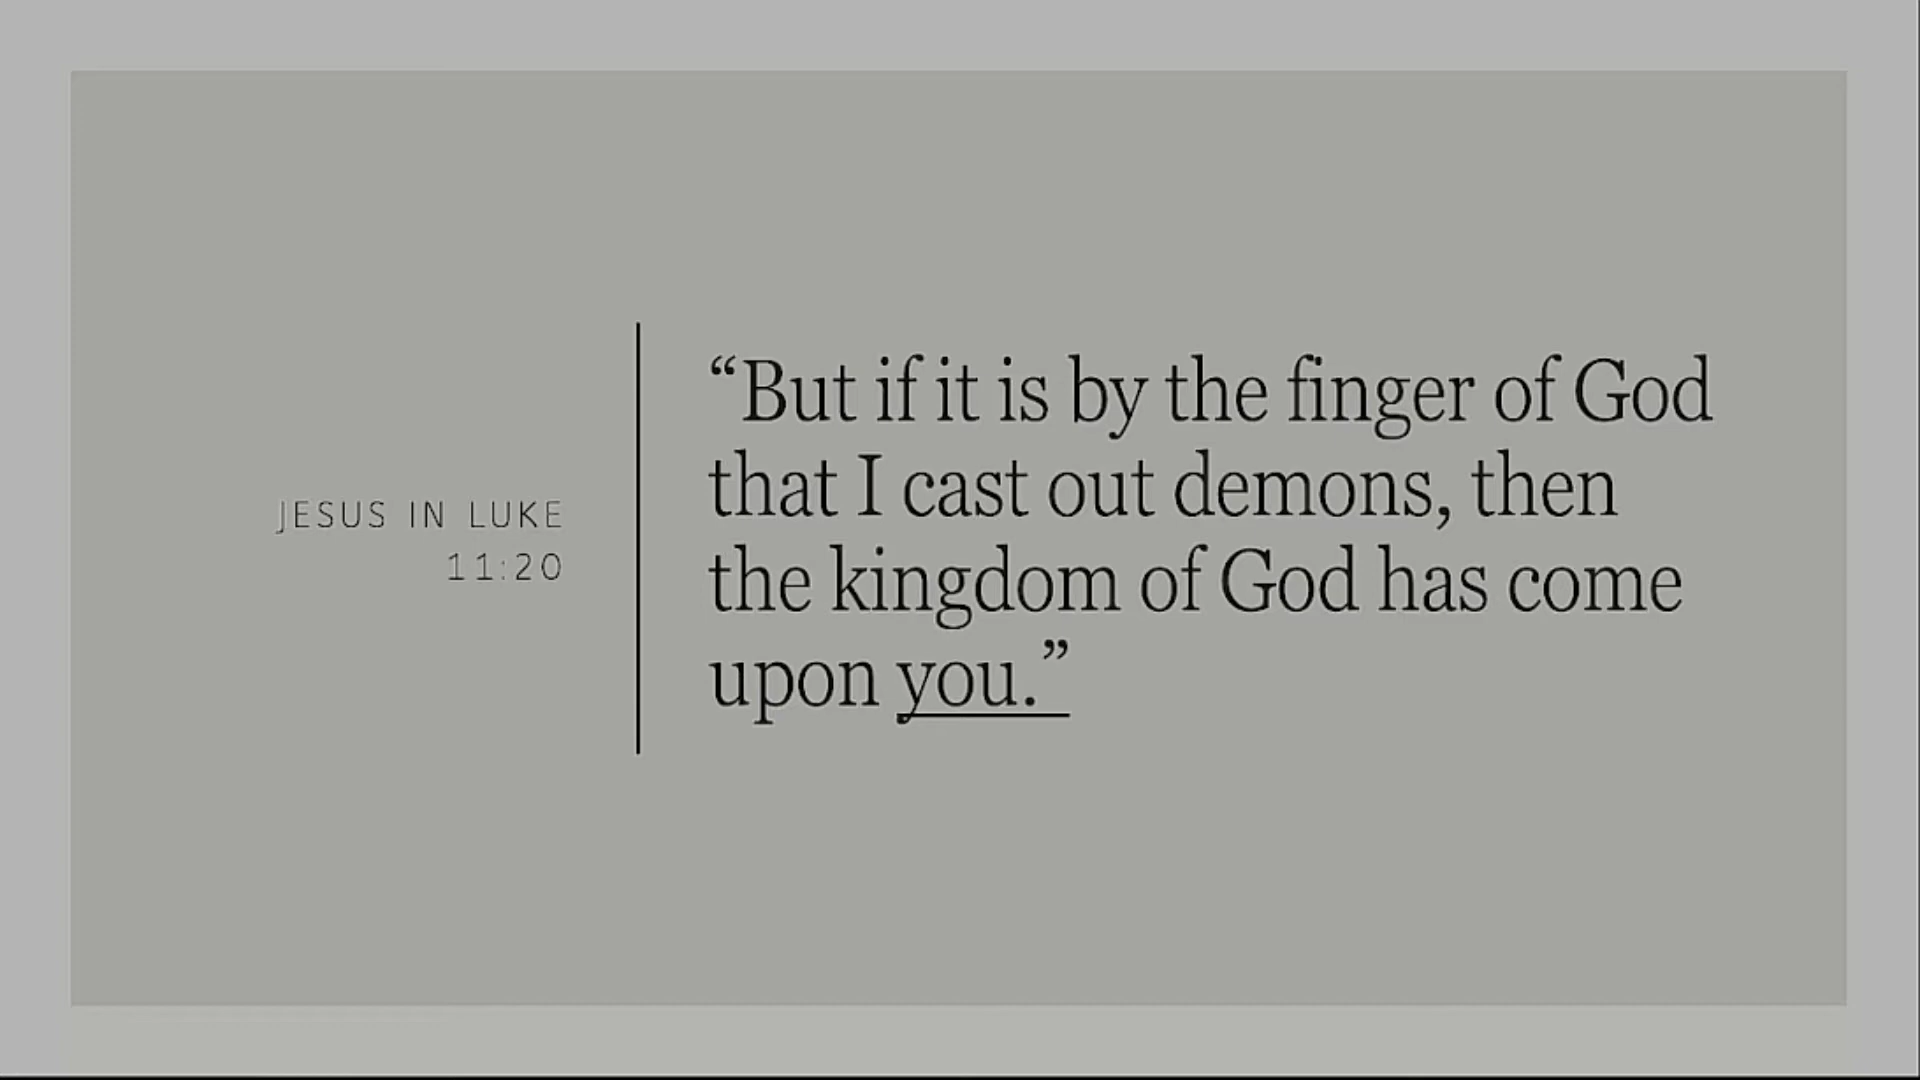 JESUS IN LUKE
11:20
“But if it is by the finger of God
that I cast out demons, then
the kingdom of God has come
upon you.”